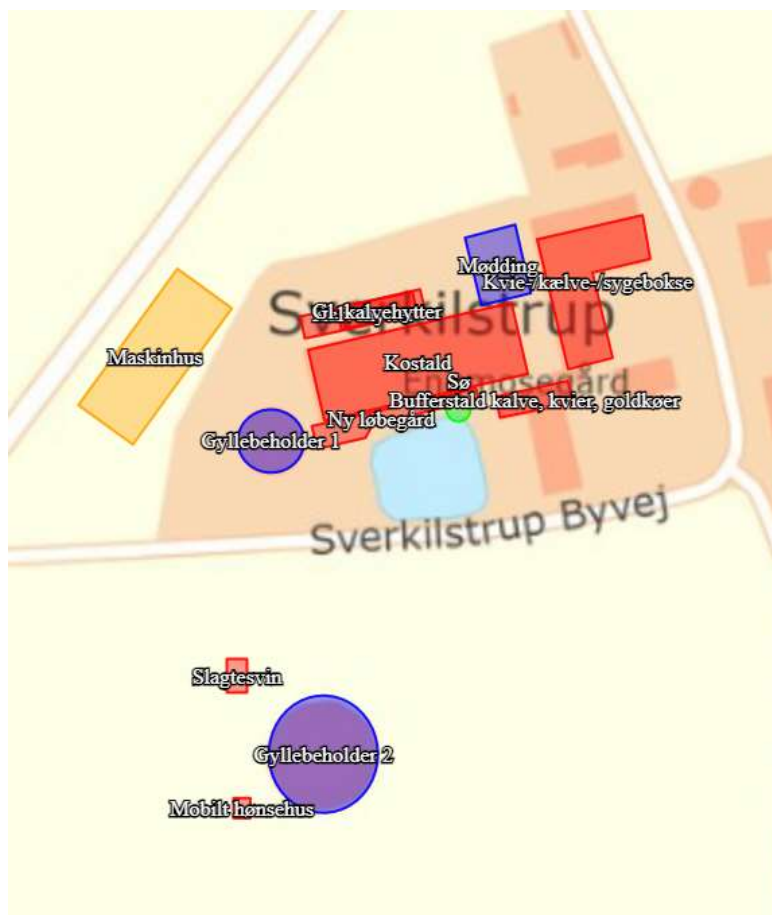 Mødding
Kvie-/kælve-/sygebokse
Gl kalvehytter
Sverkilstrup
Maskinhus
Kostald
Sø
Bufferstald kalve, kvier, goldkøer
Ny løbegård
Gyllebeholder 1
Sverkilstrup Byvej
Slagtesvin
Gyllebeholder 2
Mobilt hønsehus